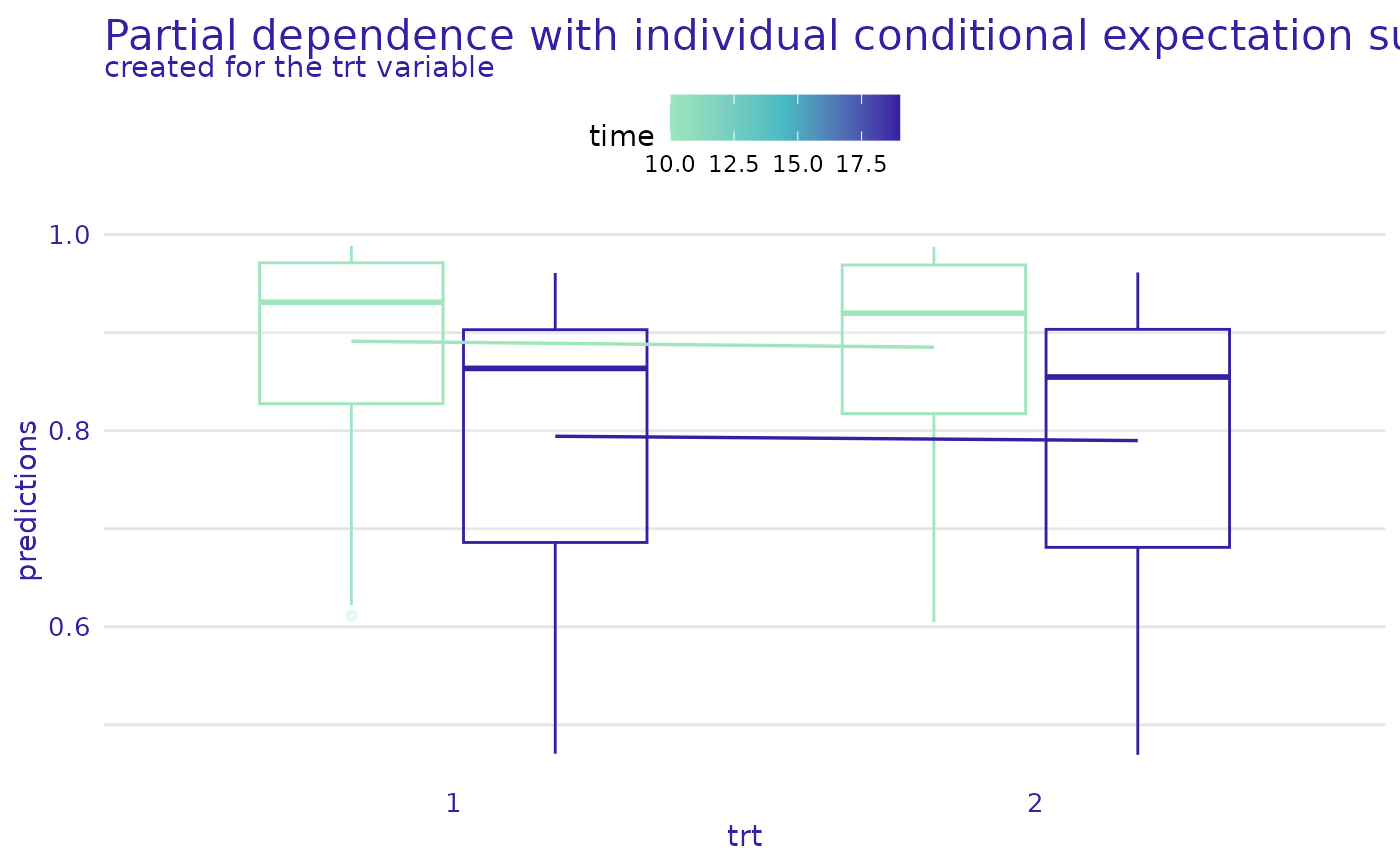 Partial dependence with individual conditional expectation su
created for the trt variable
time
10.0 12.5 15.0 17.5
1.0
0.8
0.6
predictions
1 2
trt